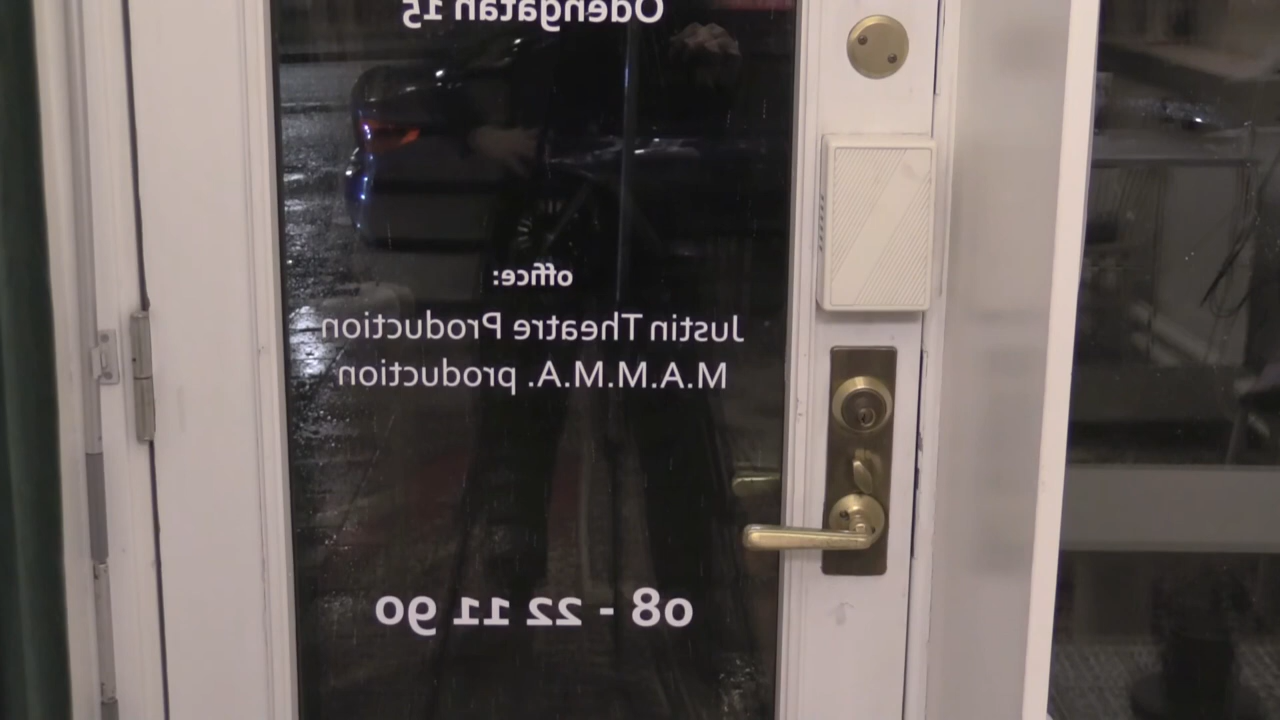 Odengatan 15
office:
Justin Theatre Production
M.A.M.M.A. production
08 - 22 11 90